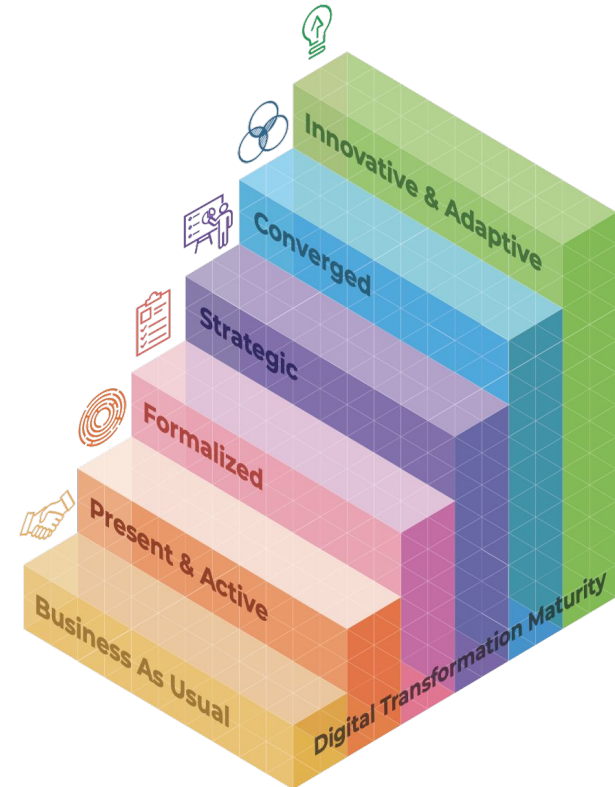 Innovative & Adaptive
Converged
Strategic
Formalized
Present & Active
Business As Usual
Digital Transformation Maturity